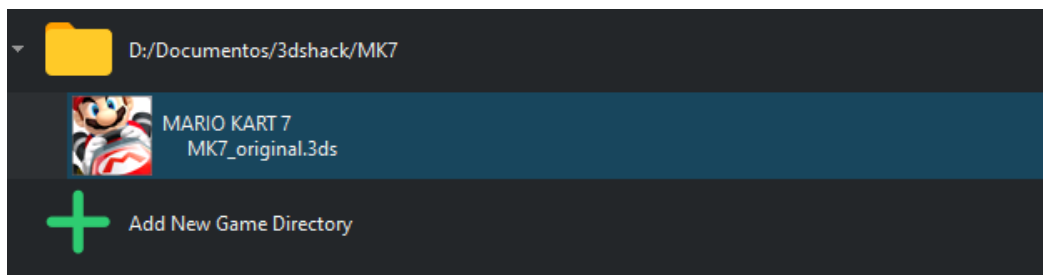 D:/Documentos/3dshack/MK7
MARIO KART 7
MK7_original.3ds
Add New Game Directory